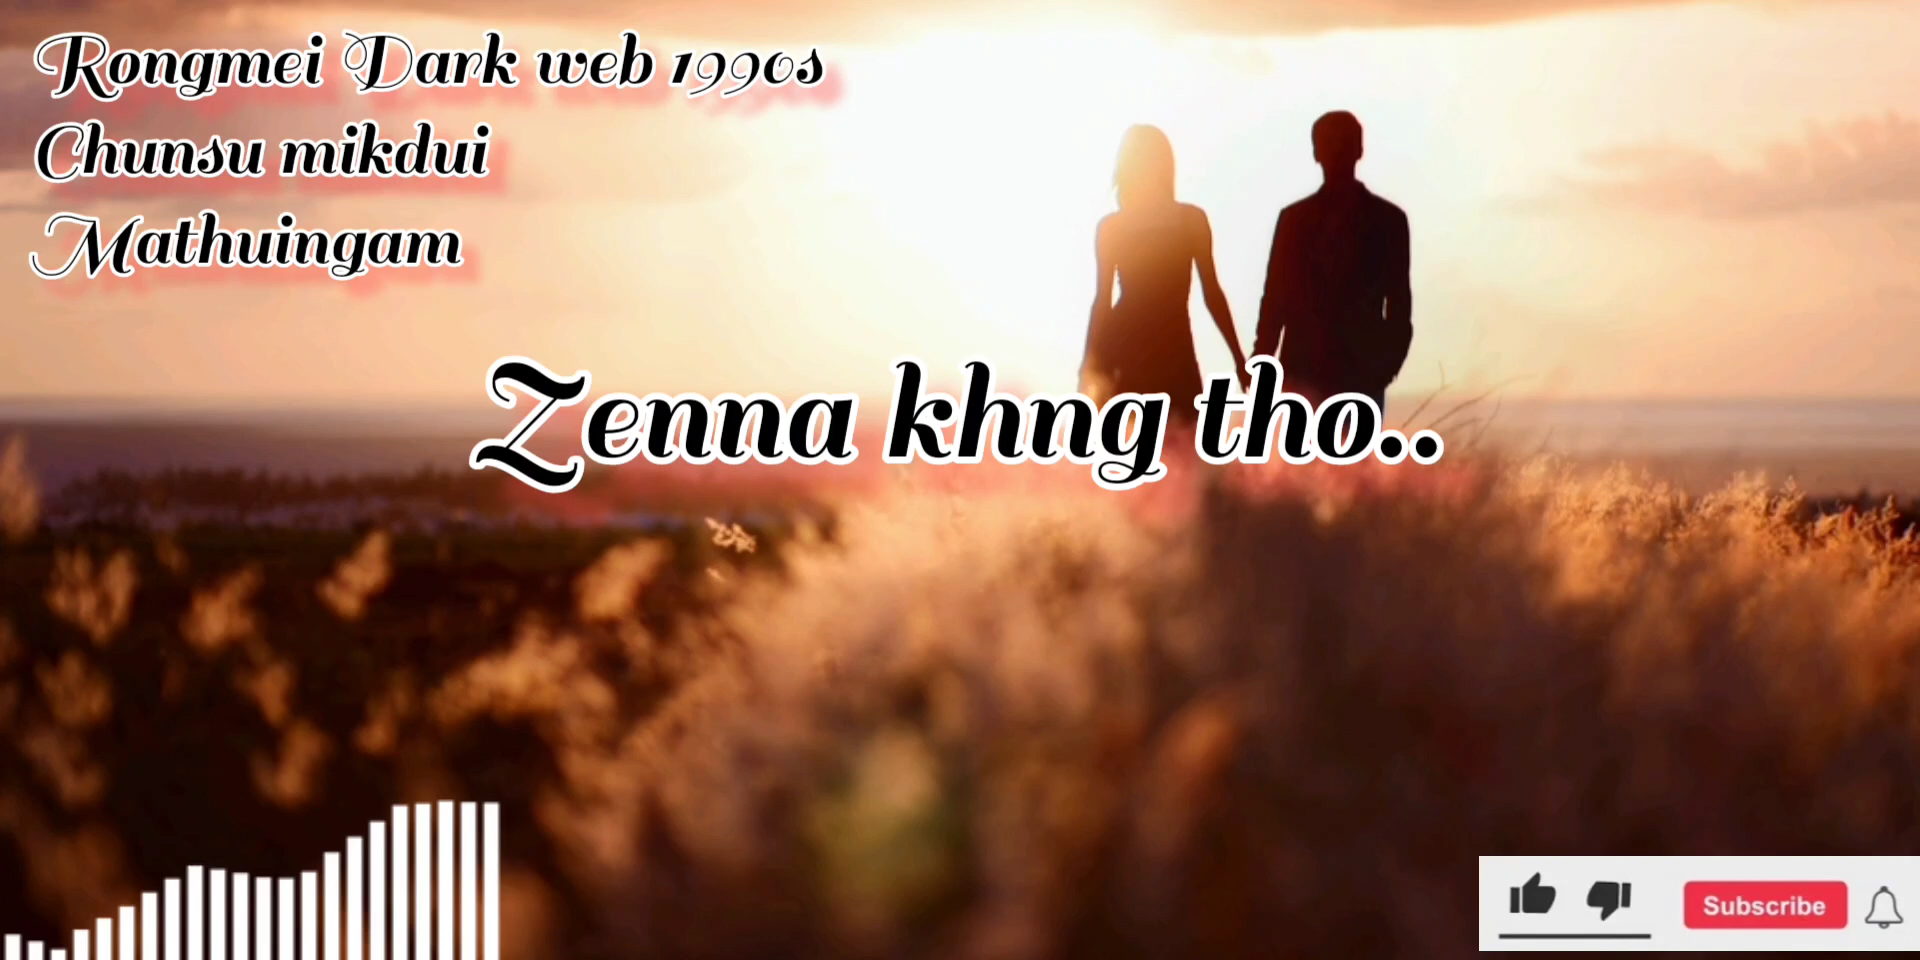 Rongmei Dark web 1990s
Chunsu mikdui
Mathuingam
Zenna khng tho..
Subscribe